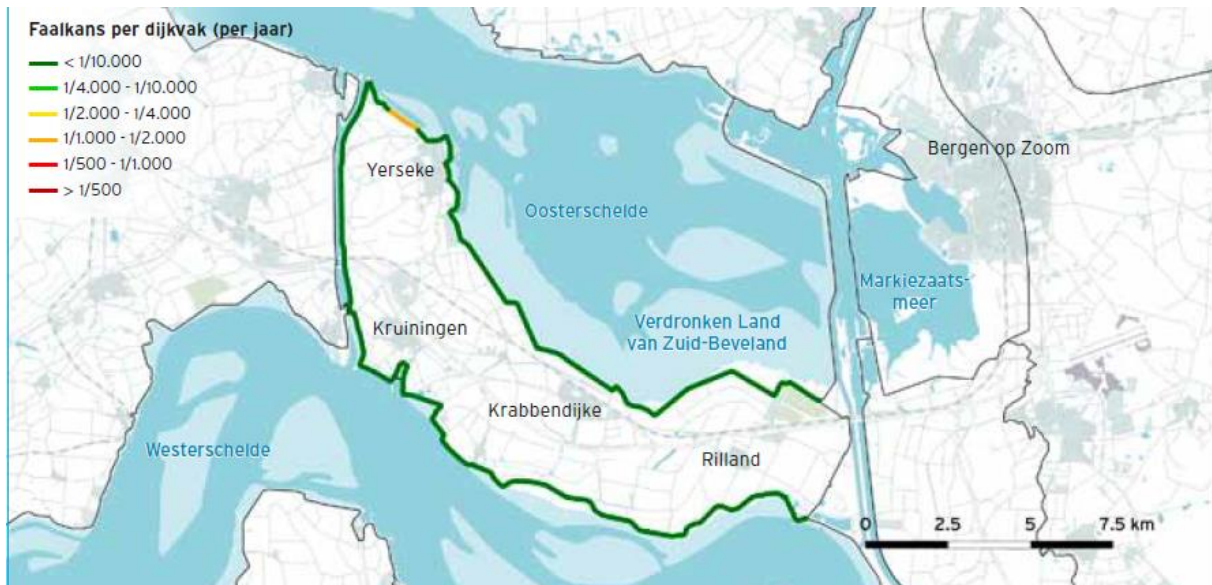 Faalkans per dijkvak (per jaar)
< 1/10.000
1/4.000 - 1/10.000
1/2.000 - 1/4.000
1/1.000 - 1/2.000
1/500 - 1/1.000
> 1/500
Bergen op Zoom
Yerseke
Oosterschelde
Markiezaats-
meer
Verdronken Land
van Zuid-Beveland
Kruiningen
Krabbendijke
Westerschelde
Rilland
0 2.5 5 7.5 km